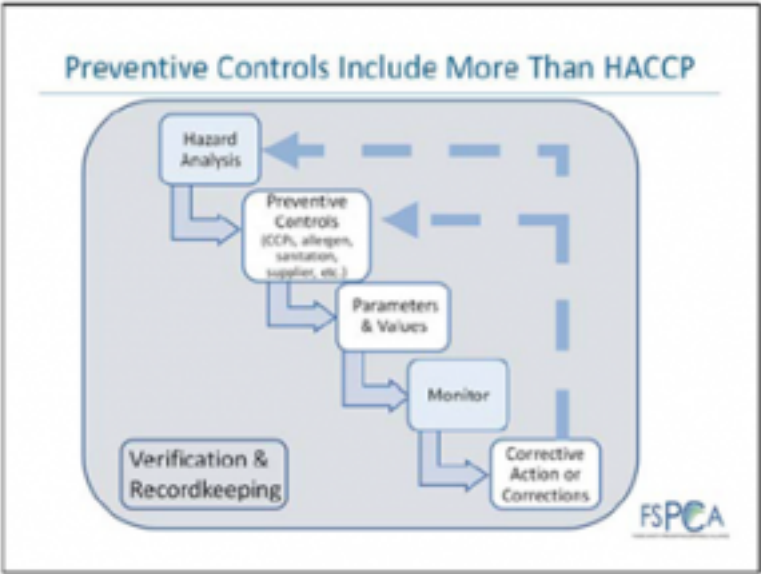 Preventive Controls Include More Than HACCP
Hazard
Analysis
Preventive
Controls
(CCPs, allergen,
sanitation,
supplier, etc.)
Parameters
& Values
Monitor
Corrective
Action or
Corrections
Verification &
Recordkeeping
FSPCA